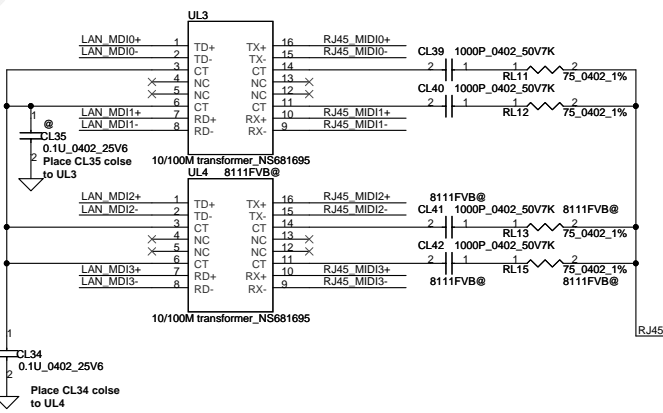 UL3
LAN_MDI0+ 1 TD+ TX+ 16 RJ45_MIDI0+
LAN_MDI0- 2 TD- TX- 15 RJ45_MIDI0-
3 CT CT 14
4 NC NC 13
5 NC NC 12
6 CT CT 11
LAN_MDI1+ 7 RD+ RX+ 10 RJ45_MIDI1+
LAN_MDI1- 8 RD- RX- 9 RJ45_MIDI1-
10/100M transformer_NS681695
CL39 1000P_0402_50V7K
2 1 1 2
RL11 75_0402_1%
CL40 1000P_0402_50V7K
2 1 1 2
RL12 75_0402_1%
1
@
CL35
0.1U_0402_25V6
2
Place CL35 colse
to UL3
UL4 8111FVB@
LAN_MDI2+ 1 TD+ TX+ 16 RJ45_MIDI2+
LAN_MDI2- 2 TD- TX- 15 RJ45_MIDI2-
3 CT CT 14
4 NC NC 13
5 NC NC 12
6 CT CT 11
LAN_MDI3+ 7 RD+ RX+ 10 RJ45_MIDI3+
LAN_MDI3- 8 RD- RX- 9 RJ45_MIDI3-
10/100M transformer_NS681695
8111FVB@
CL41 1000P_0402_50V7K 8111FVB@
2 1 1 2
RL13 75_0402_1%
CL42 1000P_0402_50V7K
2 1 1 2
RL15 75_0402_1%
8111FVB@ 8111FVB@
RJ45
1
CL34
0.1U_0402_25V6
2
Place CL34 colse
to UL4